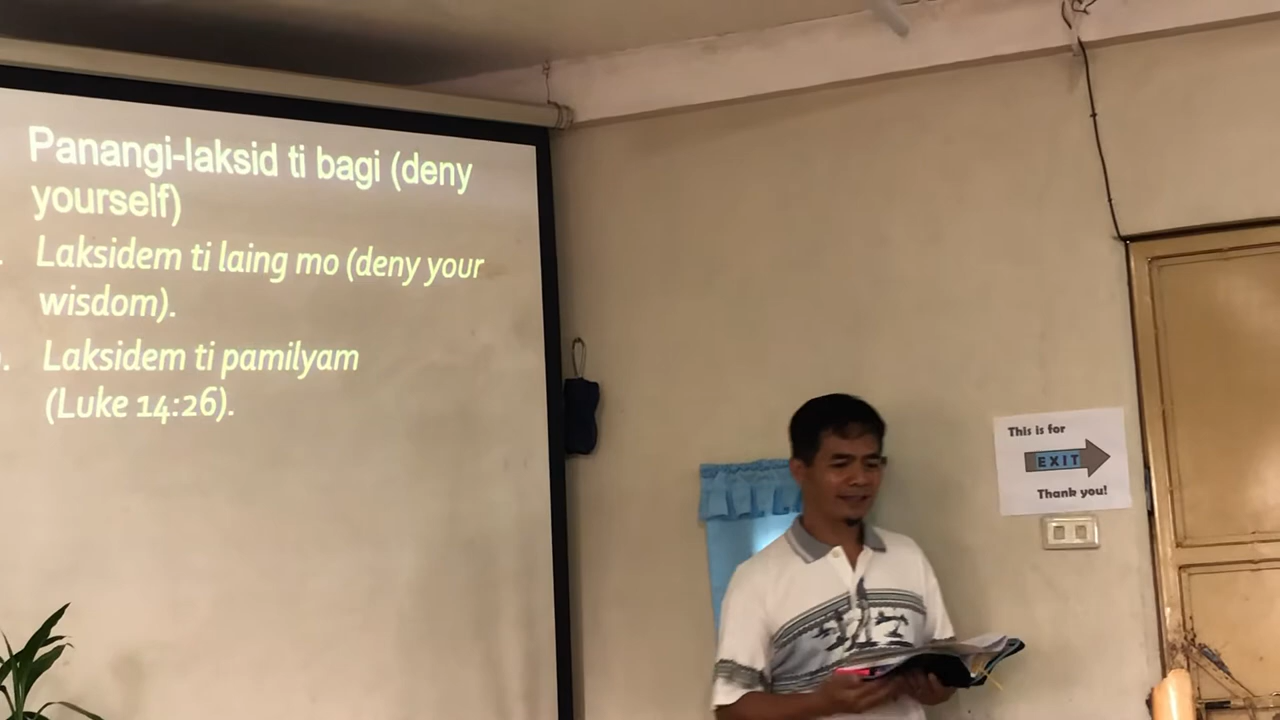 Panangi-laksid ti bagi (deny
yourself)
Laksidem ti laing mo (deny your
wisdom).
Laksidem ti pamilyam
(Luke 14:26).
This is for
EXIT
Thank you!